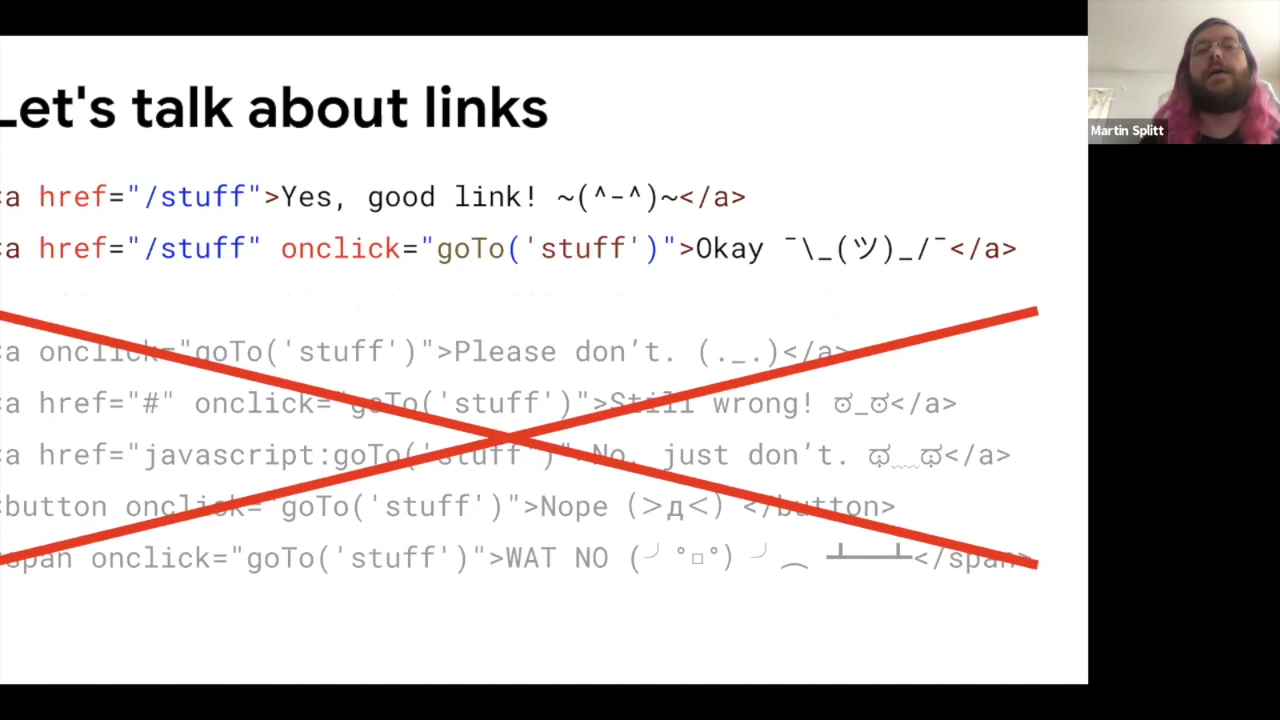 Let's talk about links
Martin Splitt
<a href="/stuff">Yes, good link! ~(^-^)~</a>
<a href="/stuff" onclick="goTo('stuff')">Okay ¯\_(ツ)_/¯</a>
<a onclick="goTo('stuff')">Please don’t. (._.)</a>
<a href="#" onclick="goTo('stuff')">Still wrong! ಠ_ಠ</a>
<a href="javascript:goTo('stuff')">No, just don’t. ಥ﹏ಥ</a>
<button onclick="goTo('stuff')">Nope (＞д＜) </button>
<span onclick="goTo('stuff')">WAT NO (╯°□°) ╯ ︵ ┻━┻</span>